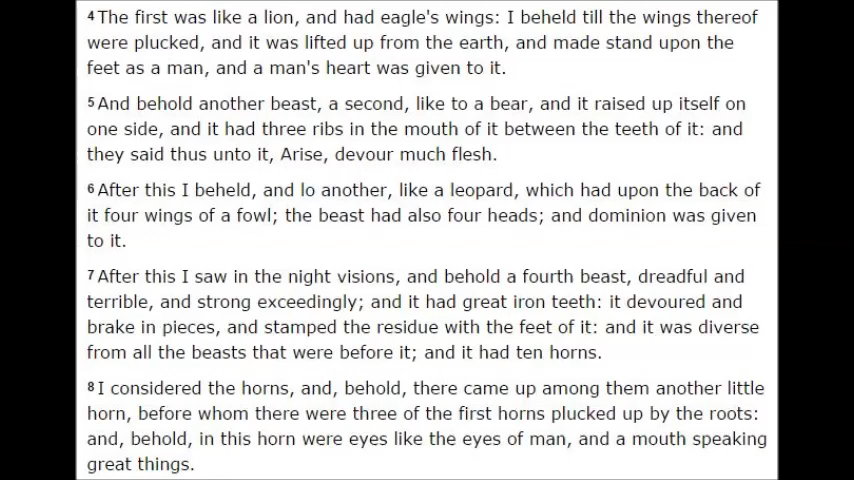 4 The first was like a lion, and had eagle's wings: I beheld till the wings thereof
were plucked, and it was lifted up from the earth, and made stand upon the
feet as a man, and a man's heart was given to it.
5 And behold another beast, a second, like to a bear, and it raised up itself on
one side, and it had three ribs in the mouth of it between the teeth of it: and
they said thus unto it, Arise, devour much flesh.
6 After this I beheld, and lo another, like a leopard, which had upon the back of
it four wings of a fowl; the beast had also four heads; and dominion was given
to it.
7 After this I saw in the night visions, and behold a fourth beast, dreadful and
terrible, and strong exceedingly; and it had great iron teeth: it devoured and
brake in pieces, and stamped the residue with the feet of it: and it was diverse
from all the beasts that were before it; and it had ten horns.
8 I considered the horns, and, behold, there came up among them another little
horn, before whom there were three of the first horns plucked up by the roots:
and, behold, in this horn were eyes like the eyes of man, and a mouth speaking
great things.